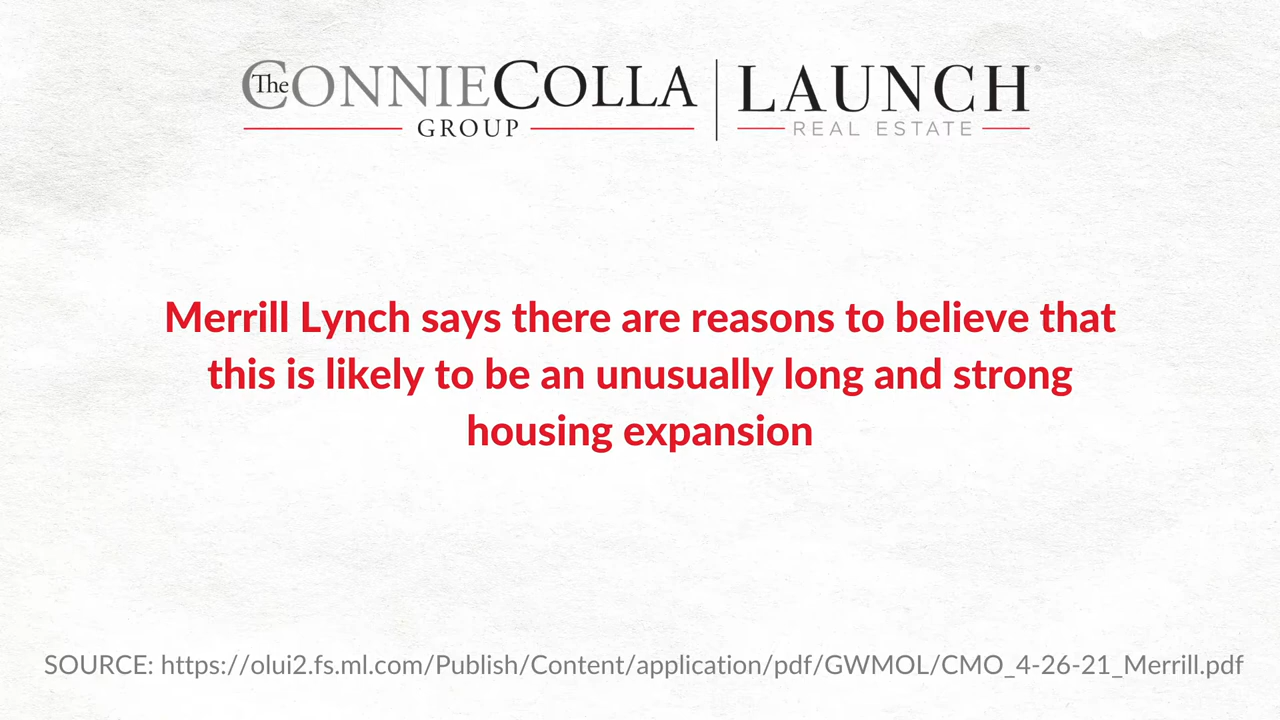 The CONNIE COLLA GROUP | LAUNCH REAL ESTATE
Merrill Lynch says there are reasons to believe that
this is likely to be an unusually long and strong
housing expansion
SOURCE: https://olui2.fs.ml.com/Publish/Content/application/pdf/GWMOL/CMO_4-26-21_Merrill.pdf